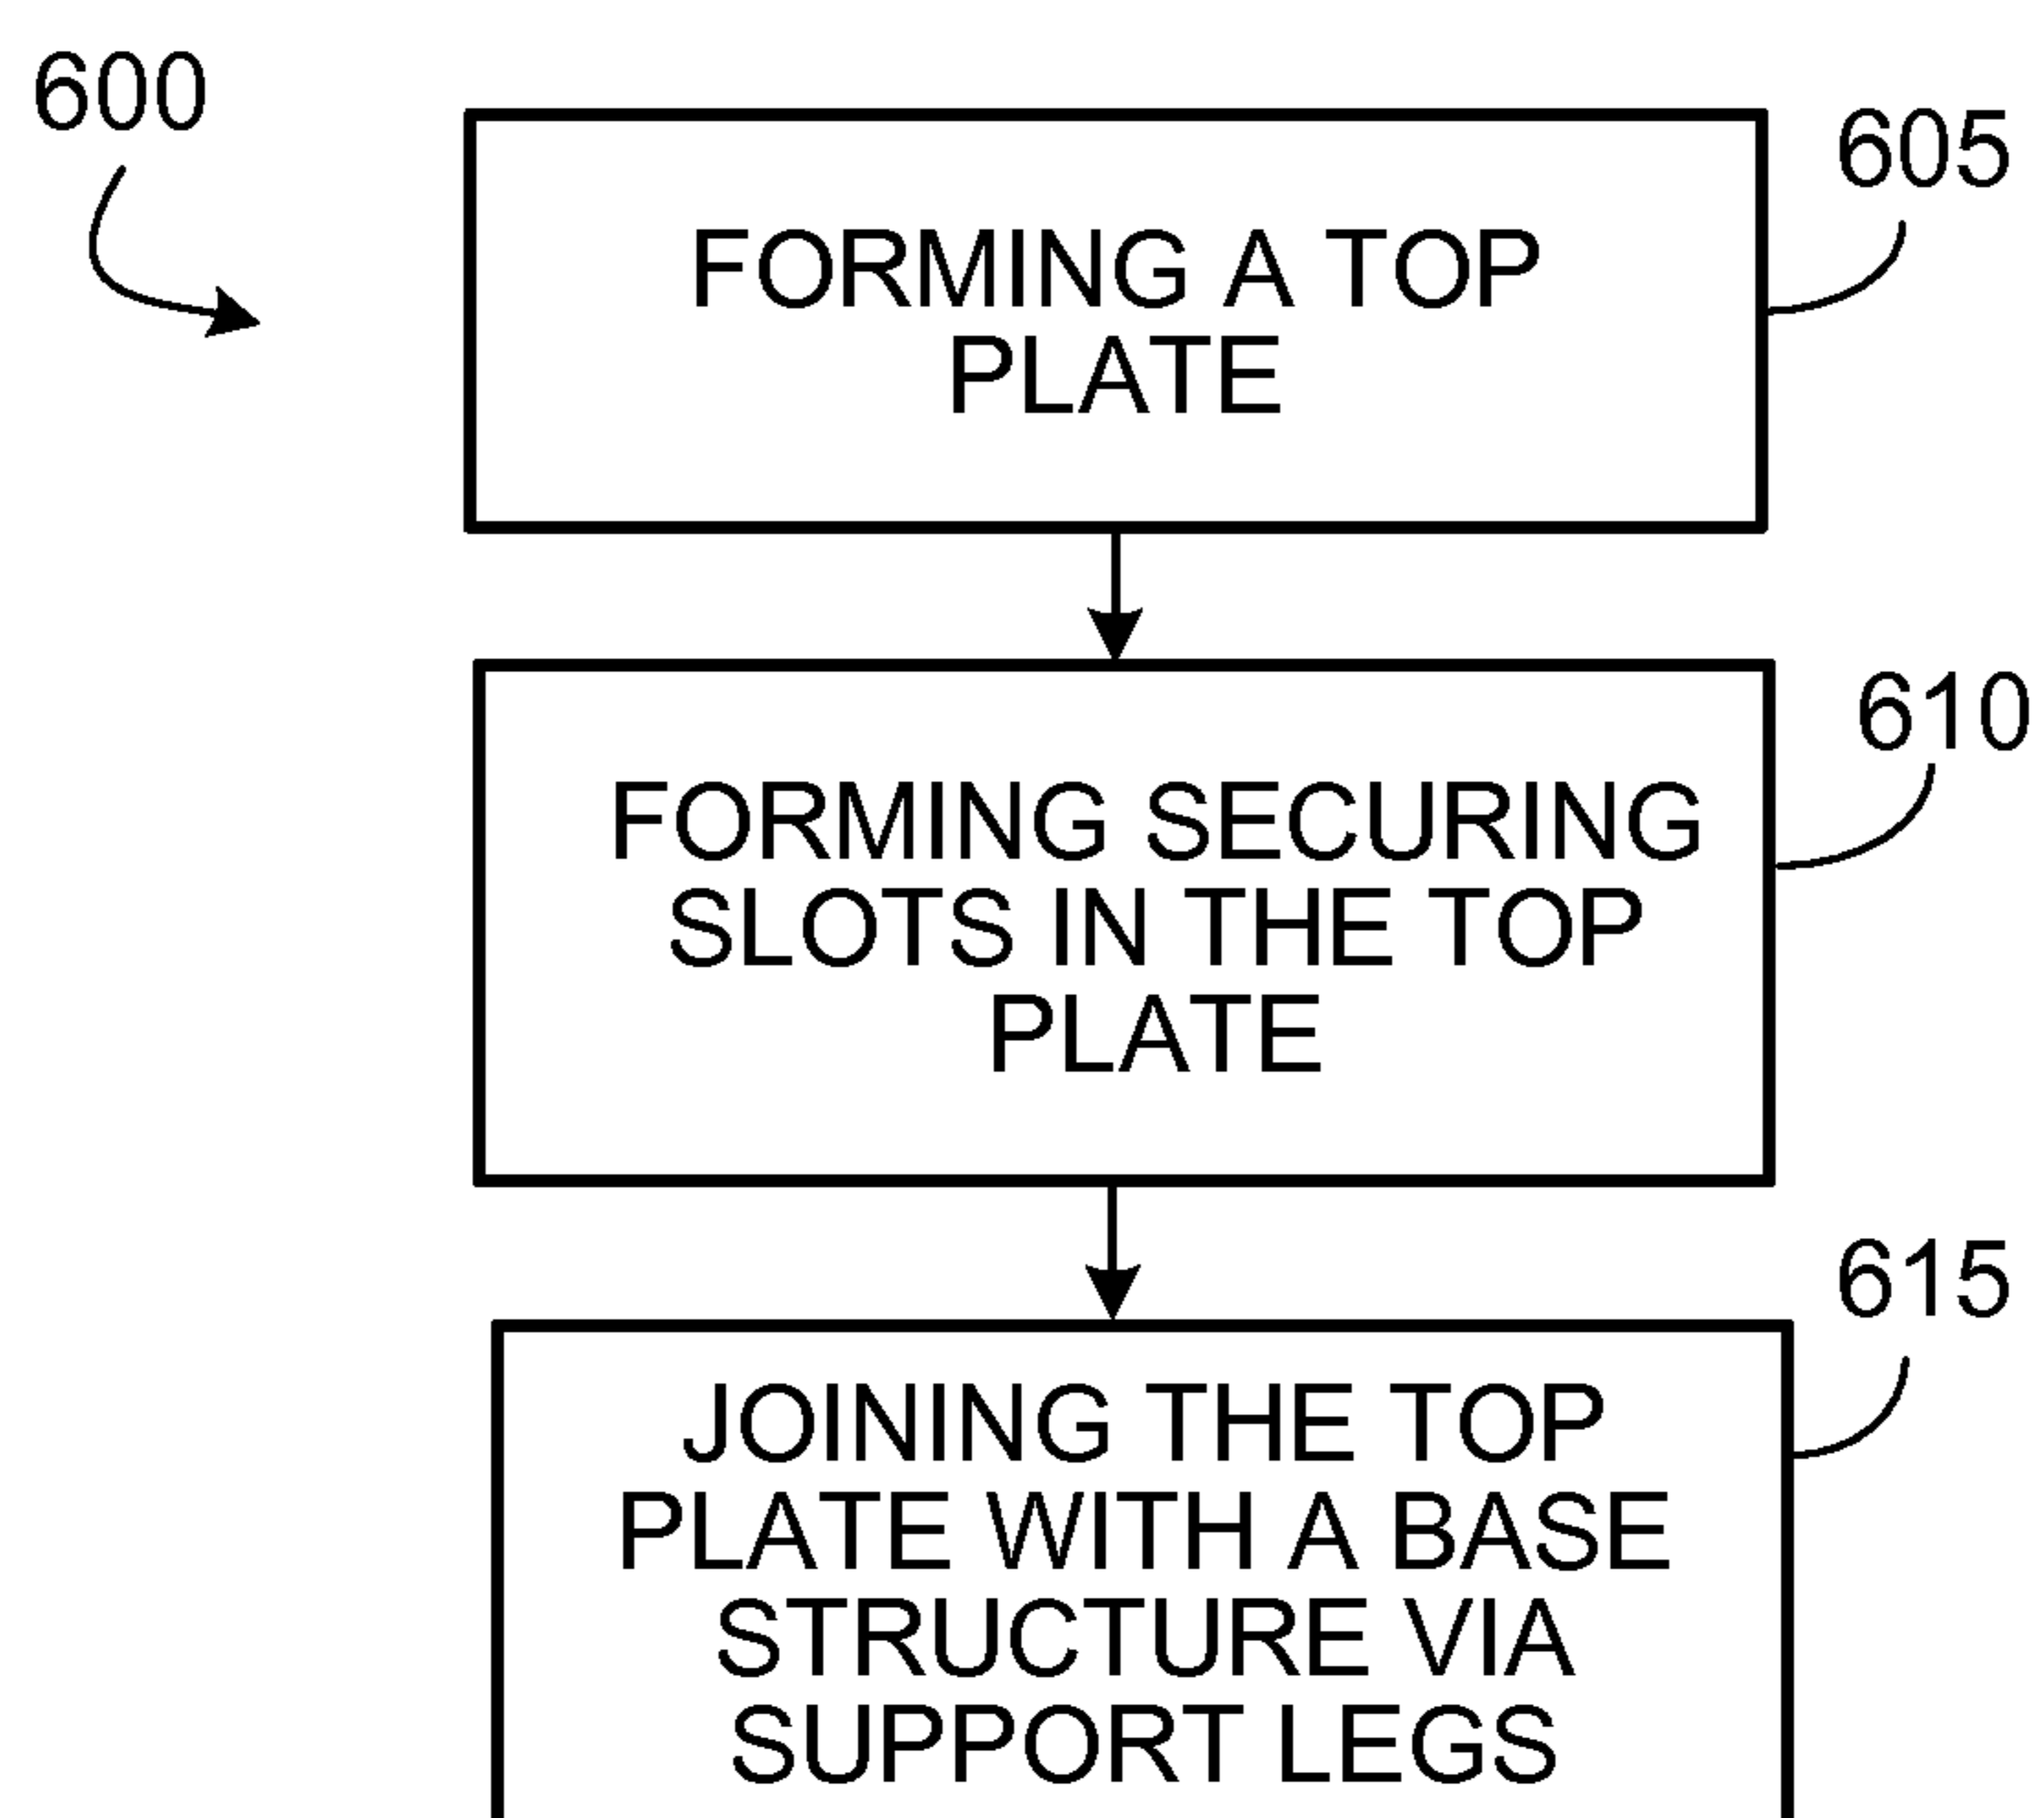 600
605
FORMING A TOP
PLATE
610
FORMING SECURING
SLOTS IN THE TOP
PLATE
615
JOINING THE TOP
PLATE WITH A BASE
STRUCTURE VIA
SUPPORT LEGS